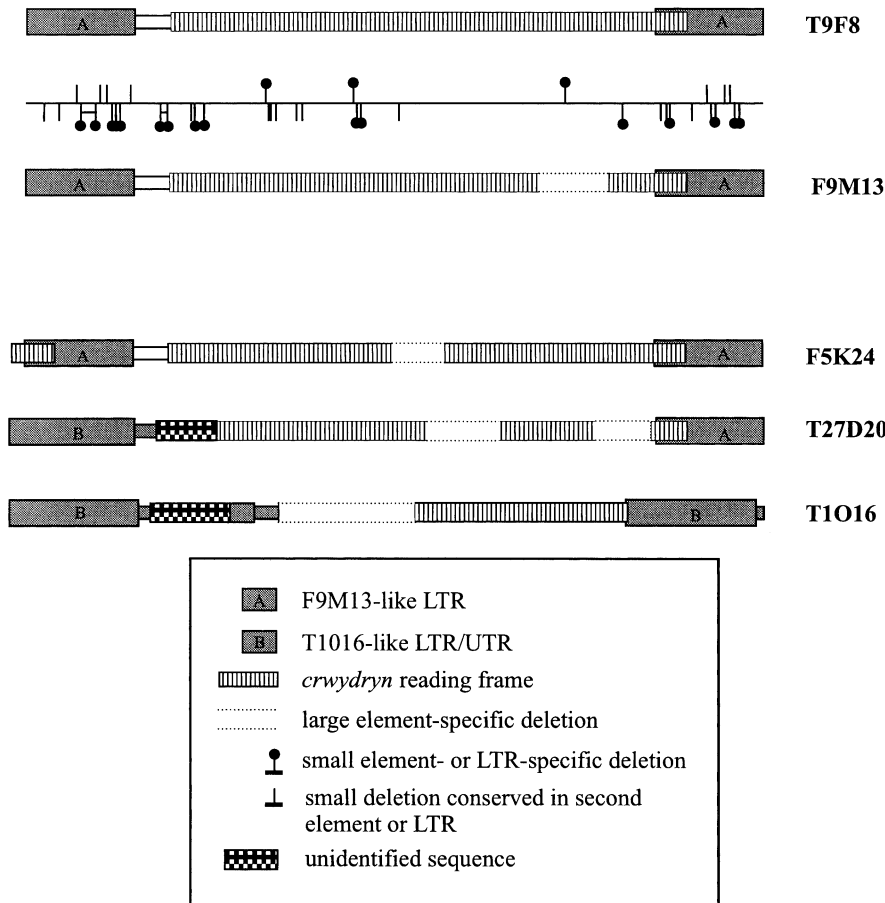 A A T9F8
A A F9M13
A A F5K24
B A T27D20
B B T1O16
A F9M13-like LTR
B T1016-like LTR/UTR
crwydryn reading frame
large element-specific deletion
small element- or LTR-specific deletion
small deletion conserved in second
element or LTR
unidentified sequence